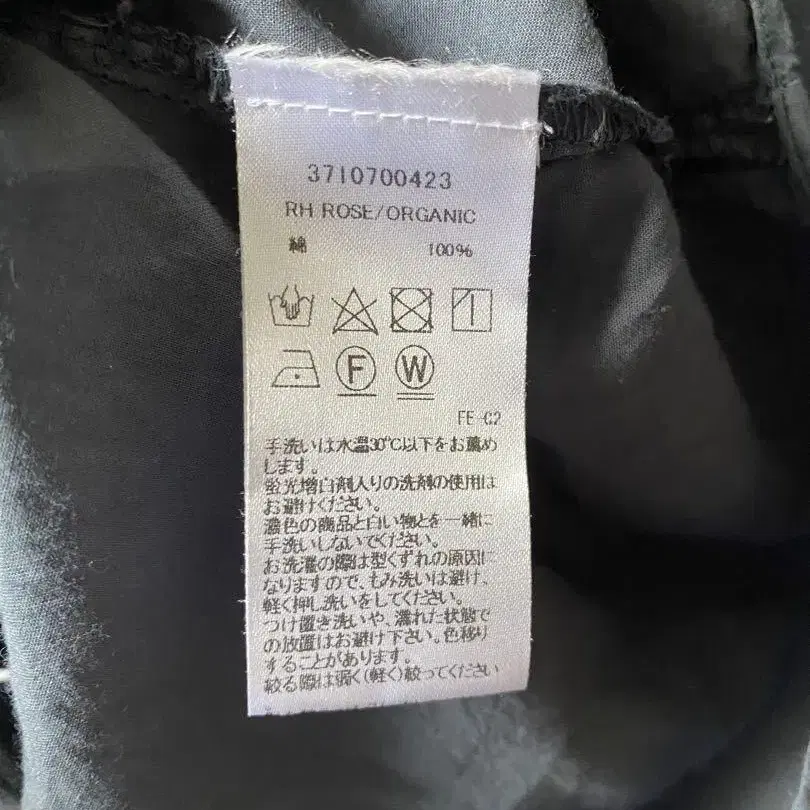 3710700423
RH ROSE/ORGANIC
綿 100%
F W
FE-C2
手洗いは水温30℃以下をお薦め
します。
蛍光増白剤入りの洗剤の使用は
お避けください。
濃色の商品と白い物とを一緒に
手洗いしないでください。
お洗濯の際は型くずれの原因に
なりますので、もみ洗いは避け、
軽く押し洗いをしてください。
つけ置き洗いや、濡れた状態で
の放置はお避け下さい。色移り
することがあります。
絞る際は弱く(軽く)絞ってください